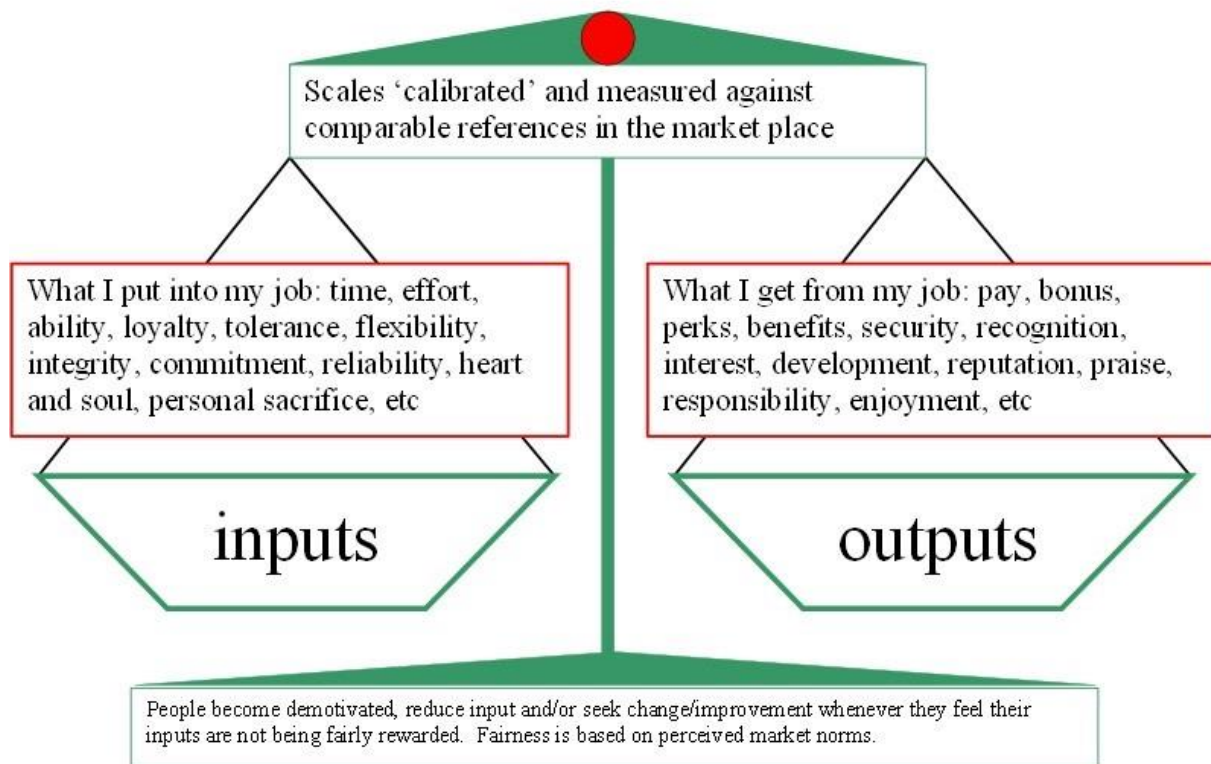 Scales ‘calibrated’ and measured against
comparable references in the market place
What I put into my job: time, effort,
ability, loyalty, tolerance, flexibility,
integrity, commitment, reliability, heart
and soul, personal sacrifice, etc
What I get from my job: pay, bonus,
perks, benefits, security, recognition,
interest, development, reputation, praise,
responsibility, enjoyment, etc
inputs
outputs
People become demotivated, reduce input and/or seek change/improvement whenever they feel their
inputs are not being fairly rewarded.  Fairness is based on perceived market norms.